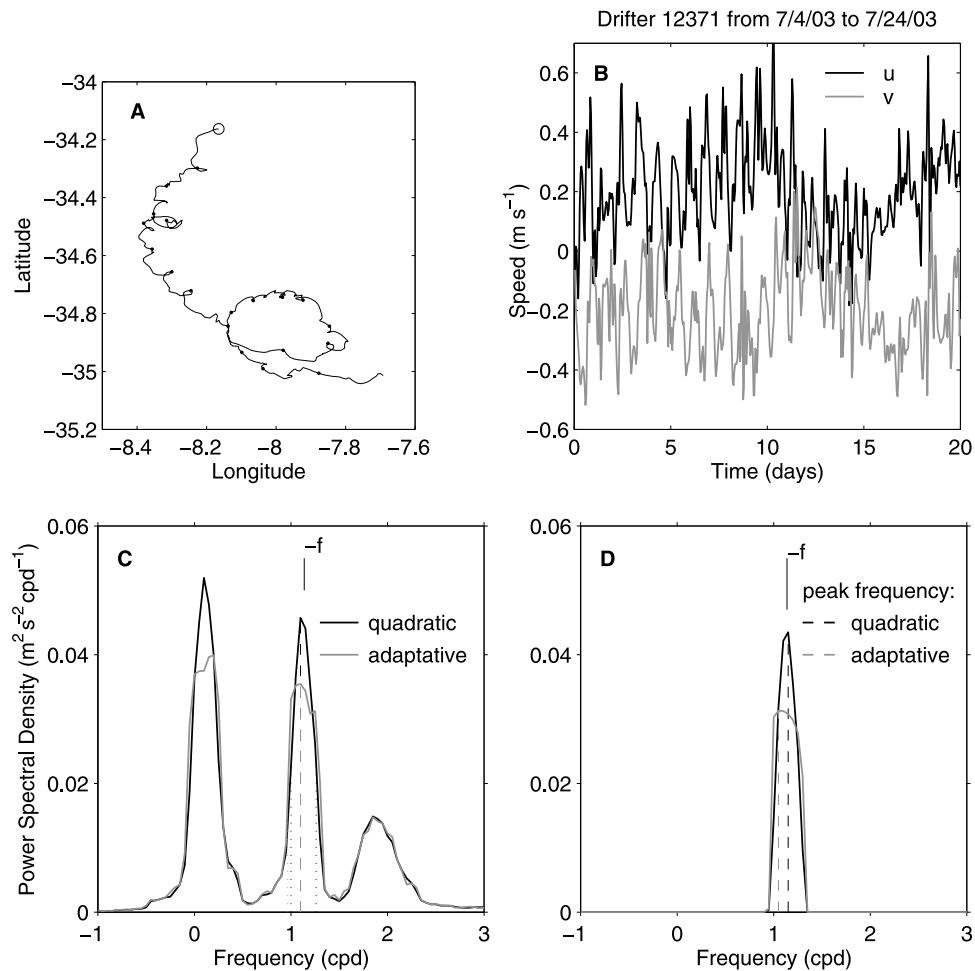 Drifter 12371 from 7/4/03 to 7/24/03
A
−34
−34.2
−34.4
−34.6
−34.8
−35
−35.2
Latitude
−8.4
−8.2
−8
−7.8
−7.6
Longitude
B
u
v
0.6
0.4
0.2
0
−0.2
−0.4
−0.6
Speed (m s−1)
0
5
10
15
20
Time (days)
C
−f
quadratic
adaptative
0.06
0.04
0.02
0
Power Spectral Density (m2 s−2 cpd−1)
−1
0
1
2
3
Frequency (cpd)
D
−f
peak frequency:
quadratic
adaptative
0.06
0.04
0.02
0
−1
0
1
2
3
Frequency (cpd)